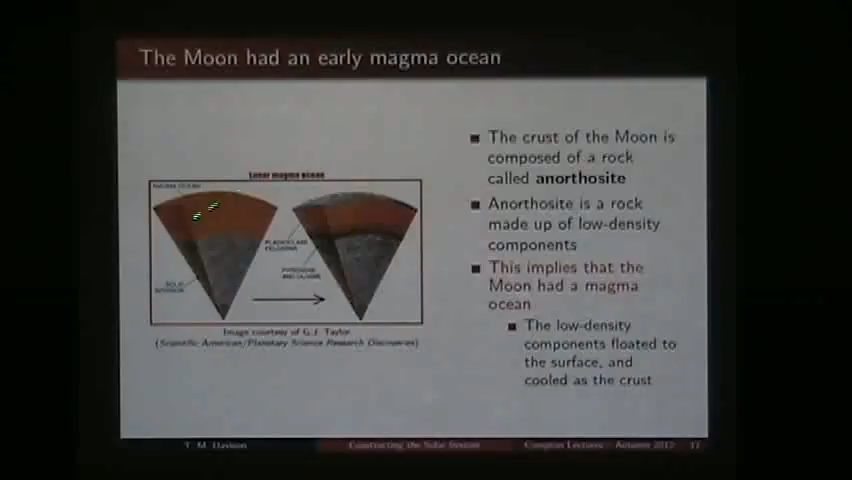 The Moon had an early magma ocean
The crust of the Moon is
composed of a rock
called anorthosite
Anorthosite is a rock
made up of low-density
components
This implies that the
Moon had a magma
ocean
The low-density
components floated to
the surface, and
cooled as the crust
Lunar magma ocean
MAGMA OCEAN
PLAGIOCLASE
FELDSPAR
PYROXENE
AND OLIVINE
SOLID
INTERIOR
Image courtesy of G.J. Taylor
(Scientific American/Planetary Science Research Discoveries)
T. M. Davison
Constructing the Solar System
Compton Lectures – Autumn 2012